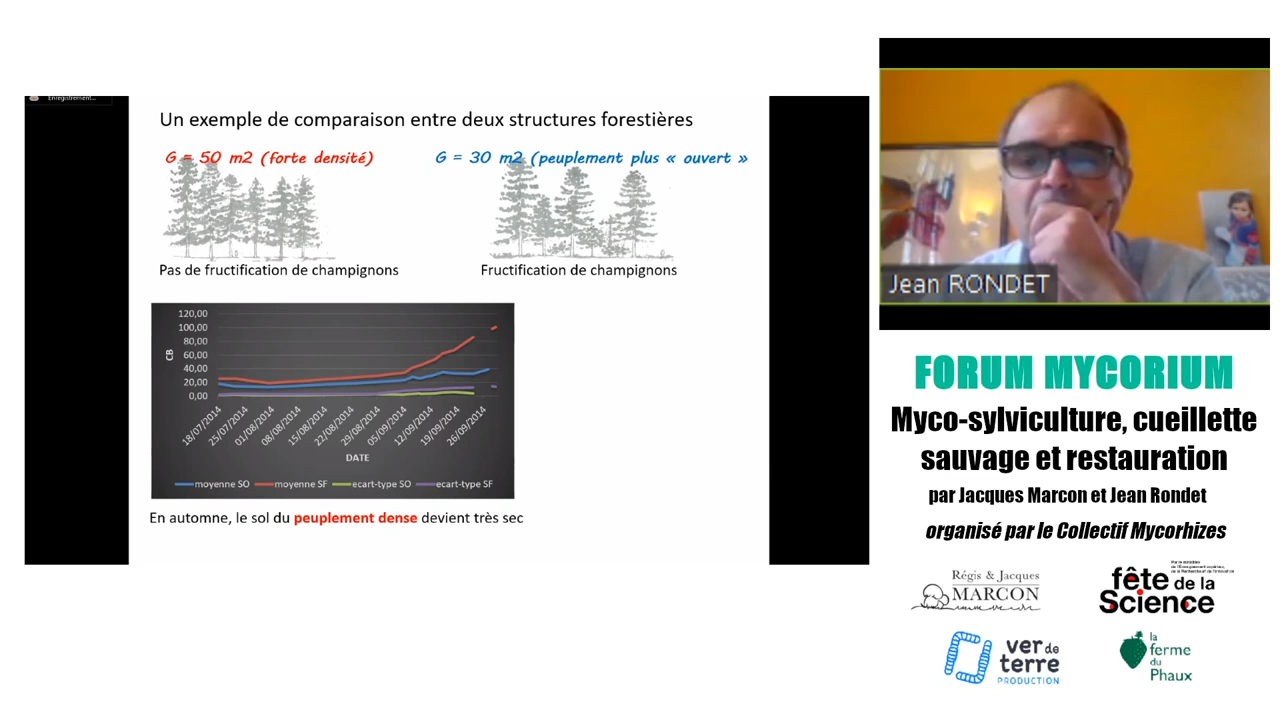 Enregistrement...
Un exemple de comparaison entre deux structures forestières
G = 50 m2 (forte densité)
G = 30 m2 (peuplement plus « ouvert »
Pas de fructification de champignons
Fructification de champignons
120,00
100,00
80,00
60,00
40,00
20,00
0,00
CB
18/07/2014
25/07/2014
01/08/2014
08/08/2014
15/08/2014
22/08/2014
29/08/2014
05/09/2014
12/09/2014
19/09/2014
26/09/2014
DATE
moyenne SO
moyenne SF
ecart-type SO
ecart-type SF
En automne, le sol du peuplement dense devient très sec
Jean RONDET
FORUM MYCORIUM
Myco-sylviculture, cueillette
sauvage et restauration
par Jacques Marcon et Jean Rondet
organisé par le Collectif Mycorhizes
Régis & Jacques
MARCON
fête de la
Science
ver de
terre
PRODUCTION
la
ferme
du
Phaux